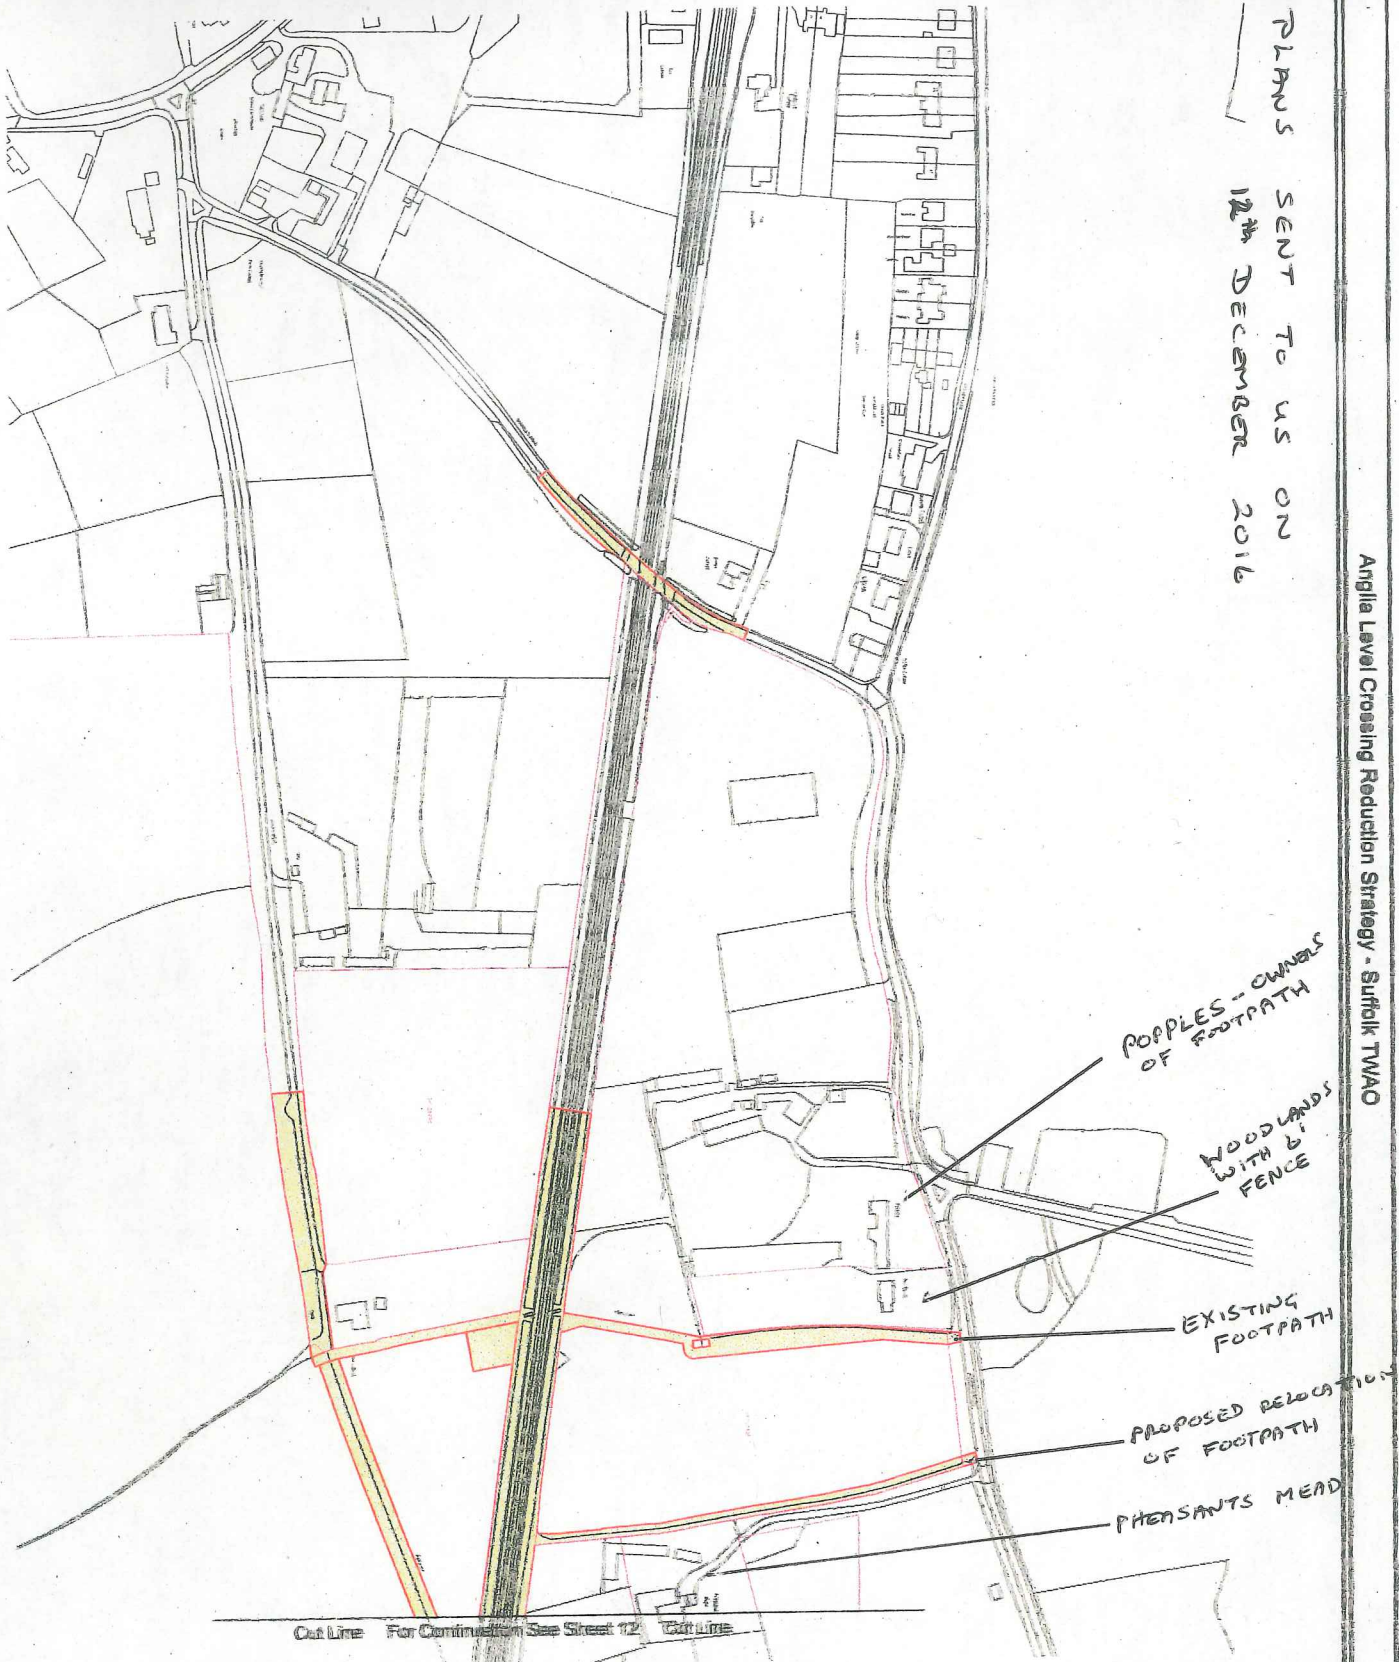 PLANS SENT TO US ON
12th DECEMBER 2016
Anglia Level Crossing Reduction Strategy - Suffolk TWAO
POPPLES -- OWNERS
OF FOOTPATH
WOODLANDS
WITH 6'
FENCE
EXISTING
FOOTPATH
PROPOSED RELOCATION
OF FOOTPATH
PHEASANTS MEAD
Cut Line For Continuation See Sheet 12 Cut Line